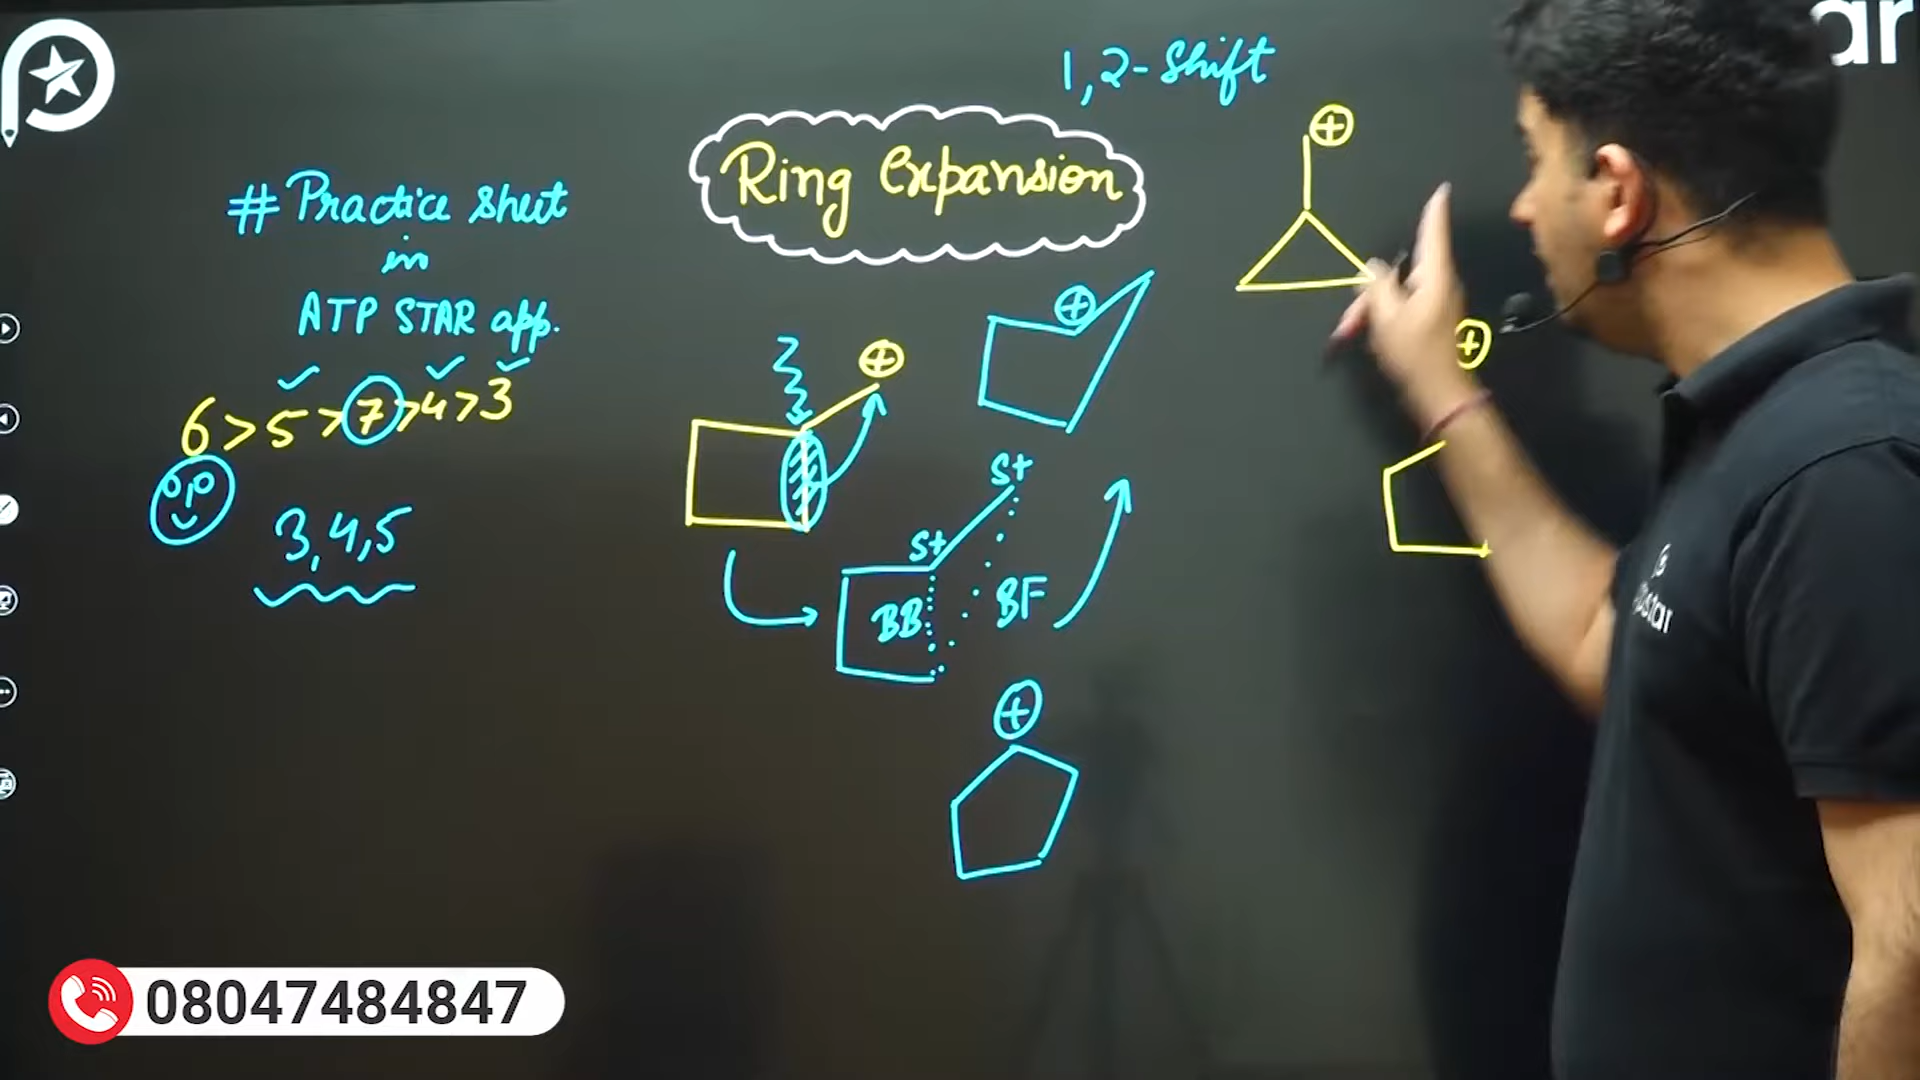 1,2-Shift
Ring Expansion
# Practice sheet
in
ATP STAR app.
6 > 5 > 7 > 4 > 3
3,4,5
⊕
⊕
⊕
⊕
S+
S+
BB
BF
⊕
08047484847
ar